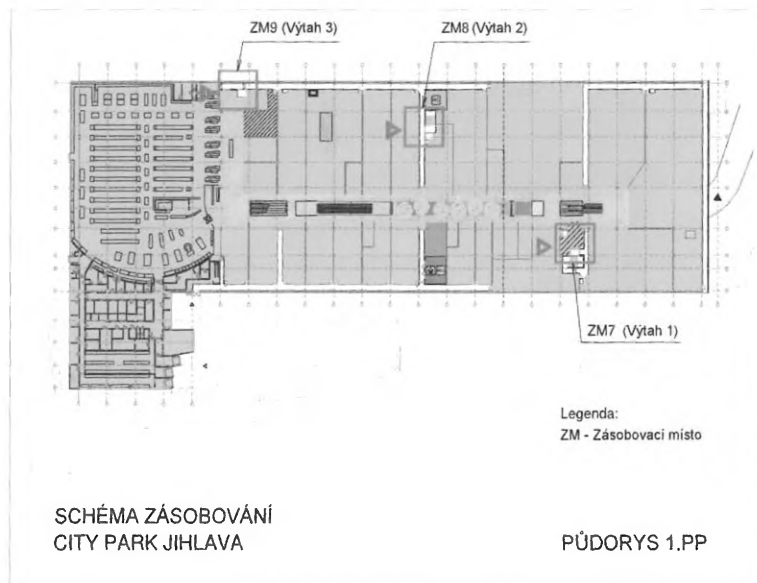 ZM9 (Výtah 3)
ZM8 (Výtah 2)
ZM7 (Výtah 1)
Legenda:
ZM - Zásobovací místo
SCHÉMA ZÁSOBOVÁNÍ
CITY PARK JIHLAVA
PŮDORYS 1.PP